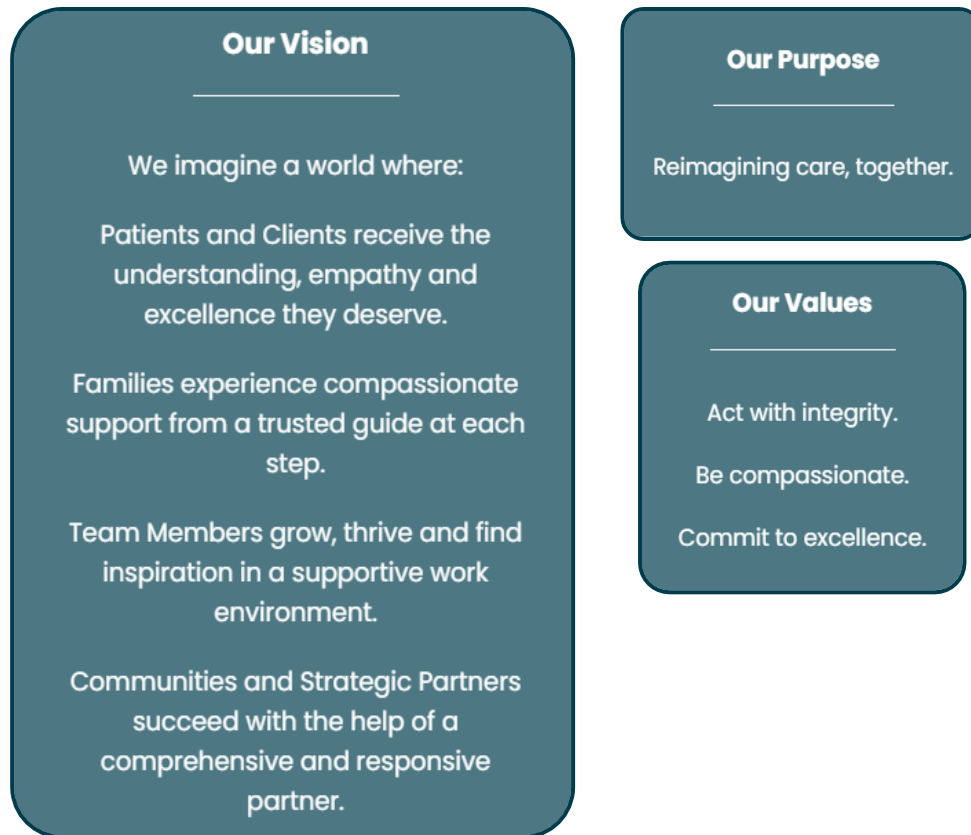 Our Vision
We imagine a world where:
Patients and Clients receive the
understanding, empathy and
excellence they deserve.
Families experience compassionate
support from a trusted guide at each
step.
Team Members grow, thrive and find
inspiration in a supportive work
environment.
Communities and Strategic Partners
succeed with the help of a
comprehensive and responsive
partner.
Our Purpose
Reimagining care, together.
Our Values
Act with integrity.
Be compassionate.
Commit to excellence.